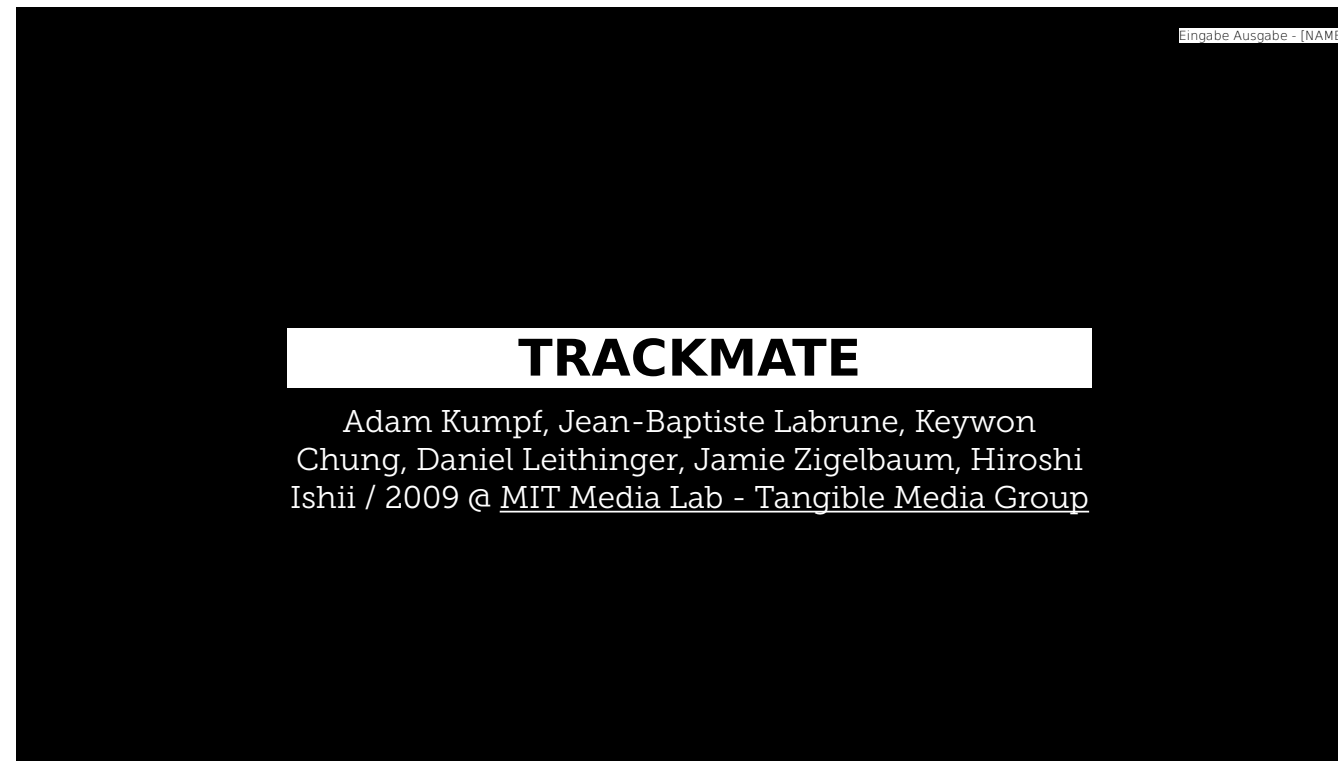 Eingabe Ausgabe - [NAME
TRACKMATE
Adam Kumpf, Jean-Baptiste Labrune, Keywon
Chung, Daniel Leithinger, Jamie Zigelbaum, Hiroshi
Ishii / 2009 @ MIT Media Lab - Tangible Media Group